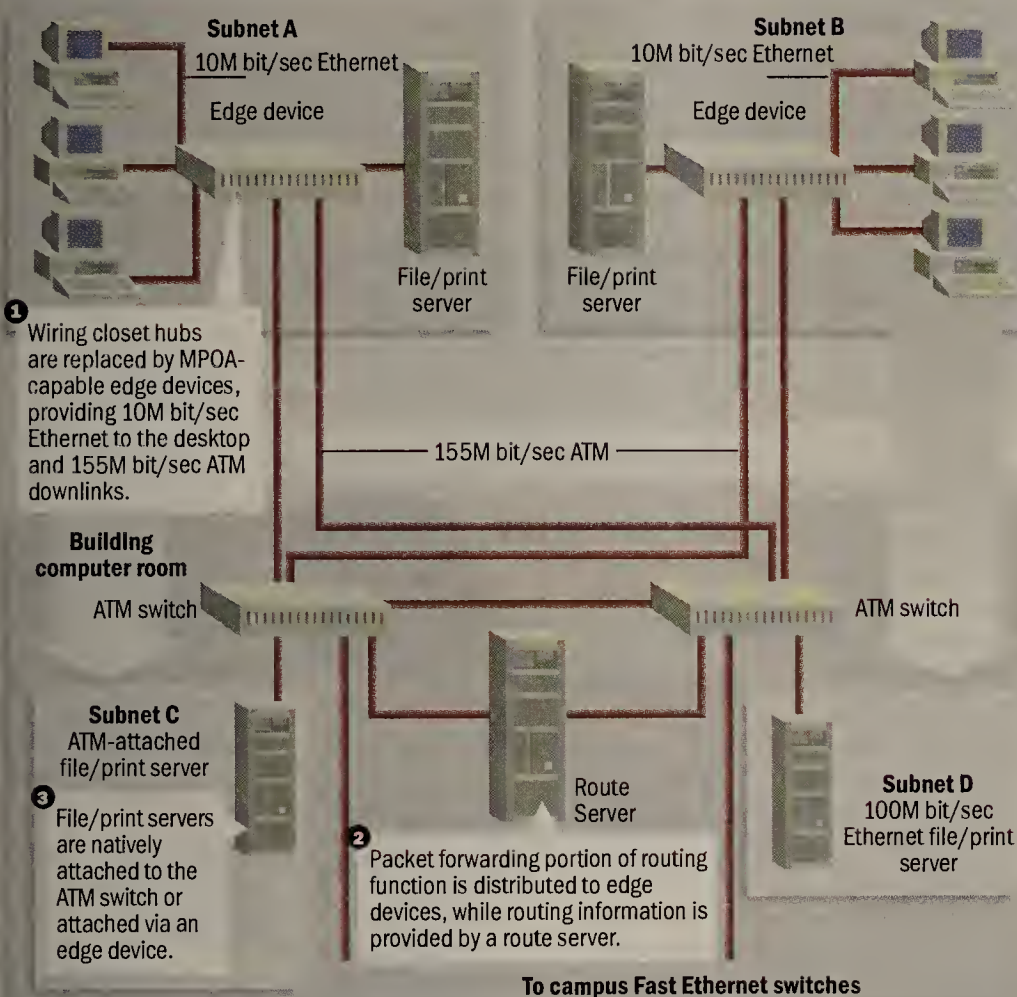 Subnet A
10M bit/sec Ethernet
Edge device
File/print
server
Subnet B
10M bit/sec Ethernet
Edge device
File/print
server
1
Wiring closet hubs
are replaced by MPOA-
capable edge devices,
providing 10M bit/sec
Ethernet to the desktop
and 155M bit/sec ATM
downlinks.
155M bit/sec ATM
Building
computer room
ATM switch
ATM switch
Subnet C
ATM-attached
file/print server
3
File/print servers
are natively
attached to the
ATM switch or
attached via an
edge device.
Route
Server
2
Packet forwarding portion of routing
function is distributed to edge
devices, while routing information is
provided by a route server.
Subnet D
100M bit/sec
Ethernet file/print
server
To campus Fast Ethernet switches